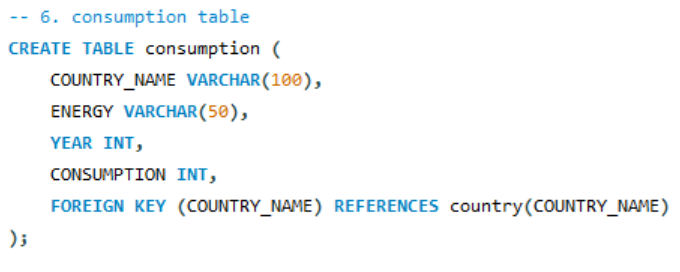 -- 6. consumption table
CREATE TABLE consumption (
COUNTRY_NAME VARCHAR(100),
ENERGY VARCHAR(50),
YEAR INT,
CONSUMPTION INT,
FOREIGN KEY (COUNTRY_NAME) REFERENCES country(COUNTRY_NAME)
);